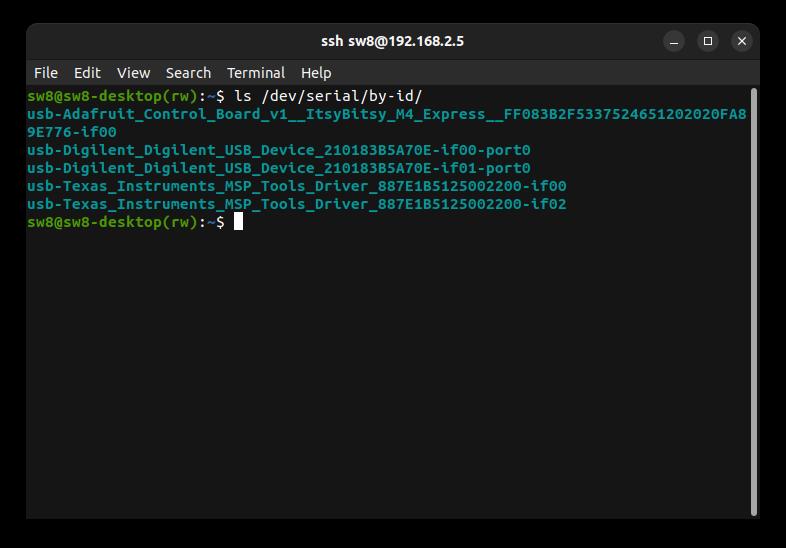 ssh sw8@192.168.2.5
File Edit View Search Terminal Help
sw8@sw8-desktop(rw):~$ ls /dev/serial/by-id/
usb-Adafruit_Control_Board_v1__ItsyBitsy_M4_Express__FF083B2F5337524651202020FA8
9E776-if00
usb-Digilent_Digilent_USB_Device_210183B5A70E-if00-port0
usb-Digilent_Digilent_USB_Device_210183B5A70E-if01-port0
usb-Texas_Instruments_MSP_Tools_Driver_887E1B5125002200-if00
usb-Texas_Instruments_MSP_Tools_Driver_887E1B5125002200-if02
sw8@sw8-desktop(rw):~$